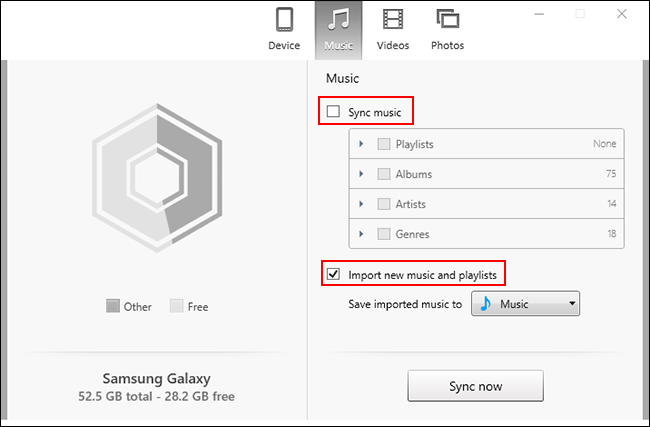 Device Music Videos Photos
Music
Sync music
Playlists None
Albums 75
Artists 14
Genres 18
Import new music and playlists
Save imported music to Music
Other Free
Samsung Galaxy
52.5 GB total - 28.2 GB free
Sync now